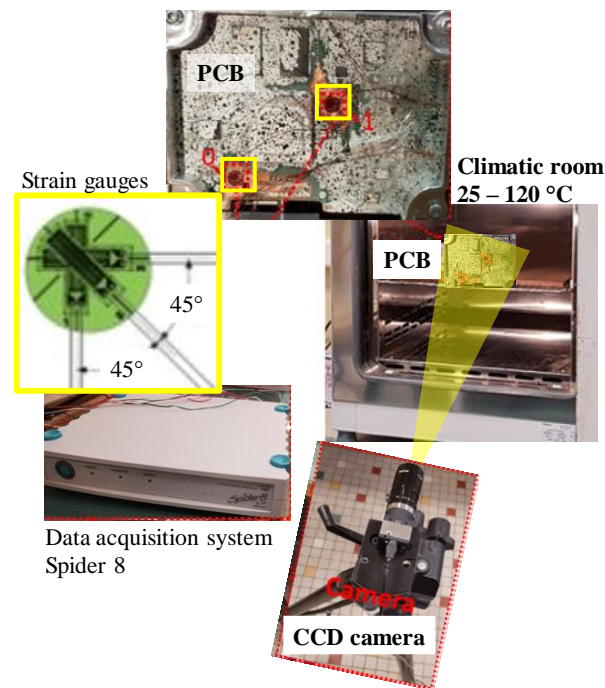 PCB
1
0
Strain gauges
Climatic room
25 – 120 °C
PCB
45°
45°
Spider8
Data acquisition system
Spider 8
Camera
CCD camera